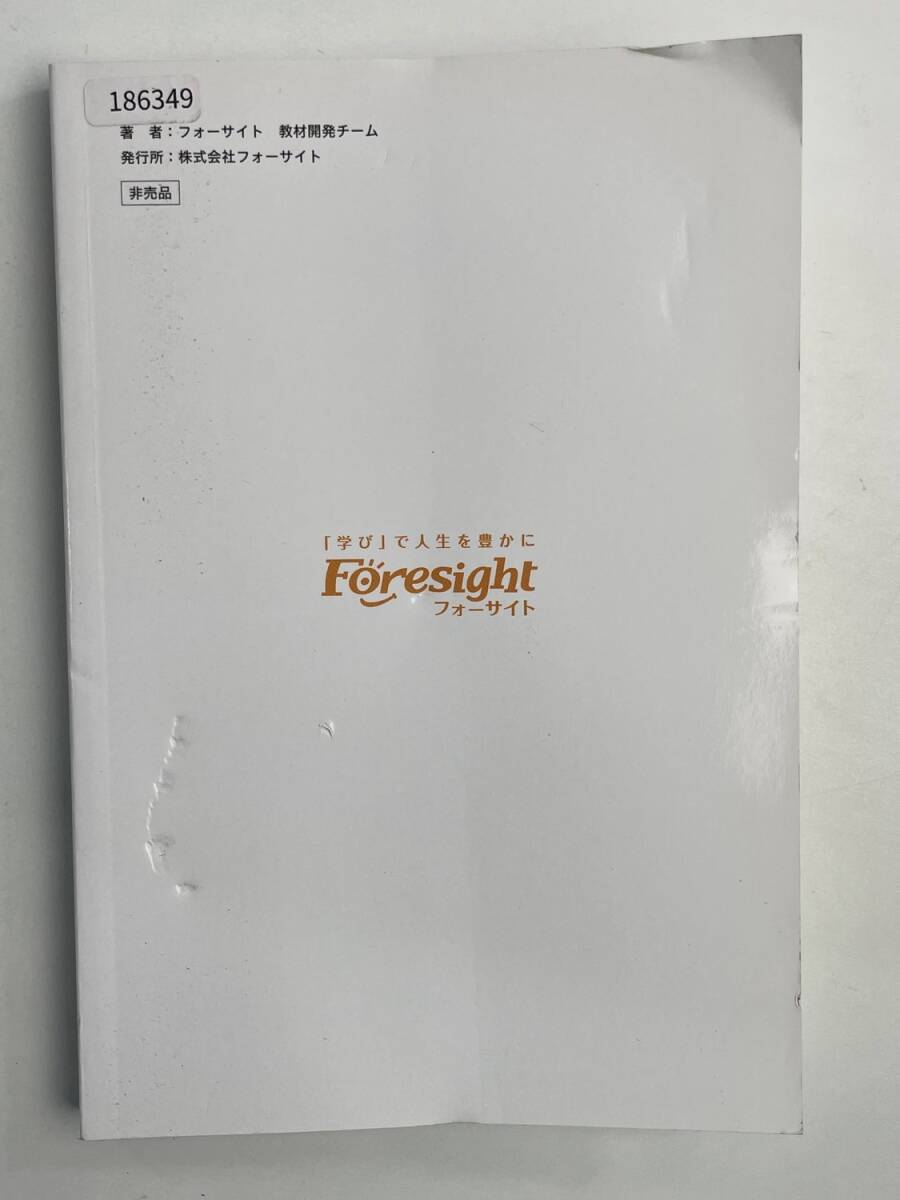 186349
著　者：フォーサイト　教材開発チーム
発行所：株式会社フォーサイト
非売品
「学び」で人生を豊かに
Foresight
フォーサイト